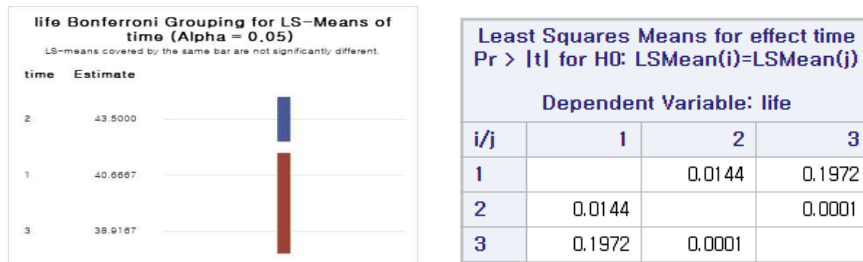 life Bonferroni Grouping for LS-Means of
time (Alpha = 0.05)
LS-means covered by the same bar are not significantly different.
time Estimate
2 43.5000
1 40.6667
3 38.9167
Least Squares Means for effect time
Pr > |t| for H0: LSMean(i)=LSMean(j)
Dependent Variable: life
i/j 1 2 3
1 0.0144 0.1972
2 0.0144 0.0001
3 0.1972 0.0001